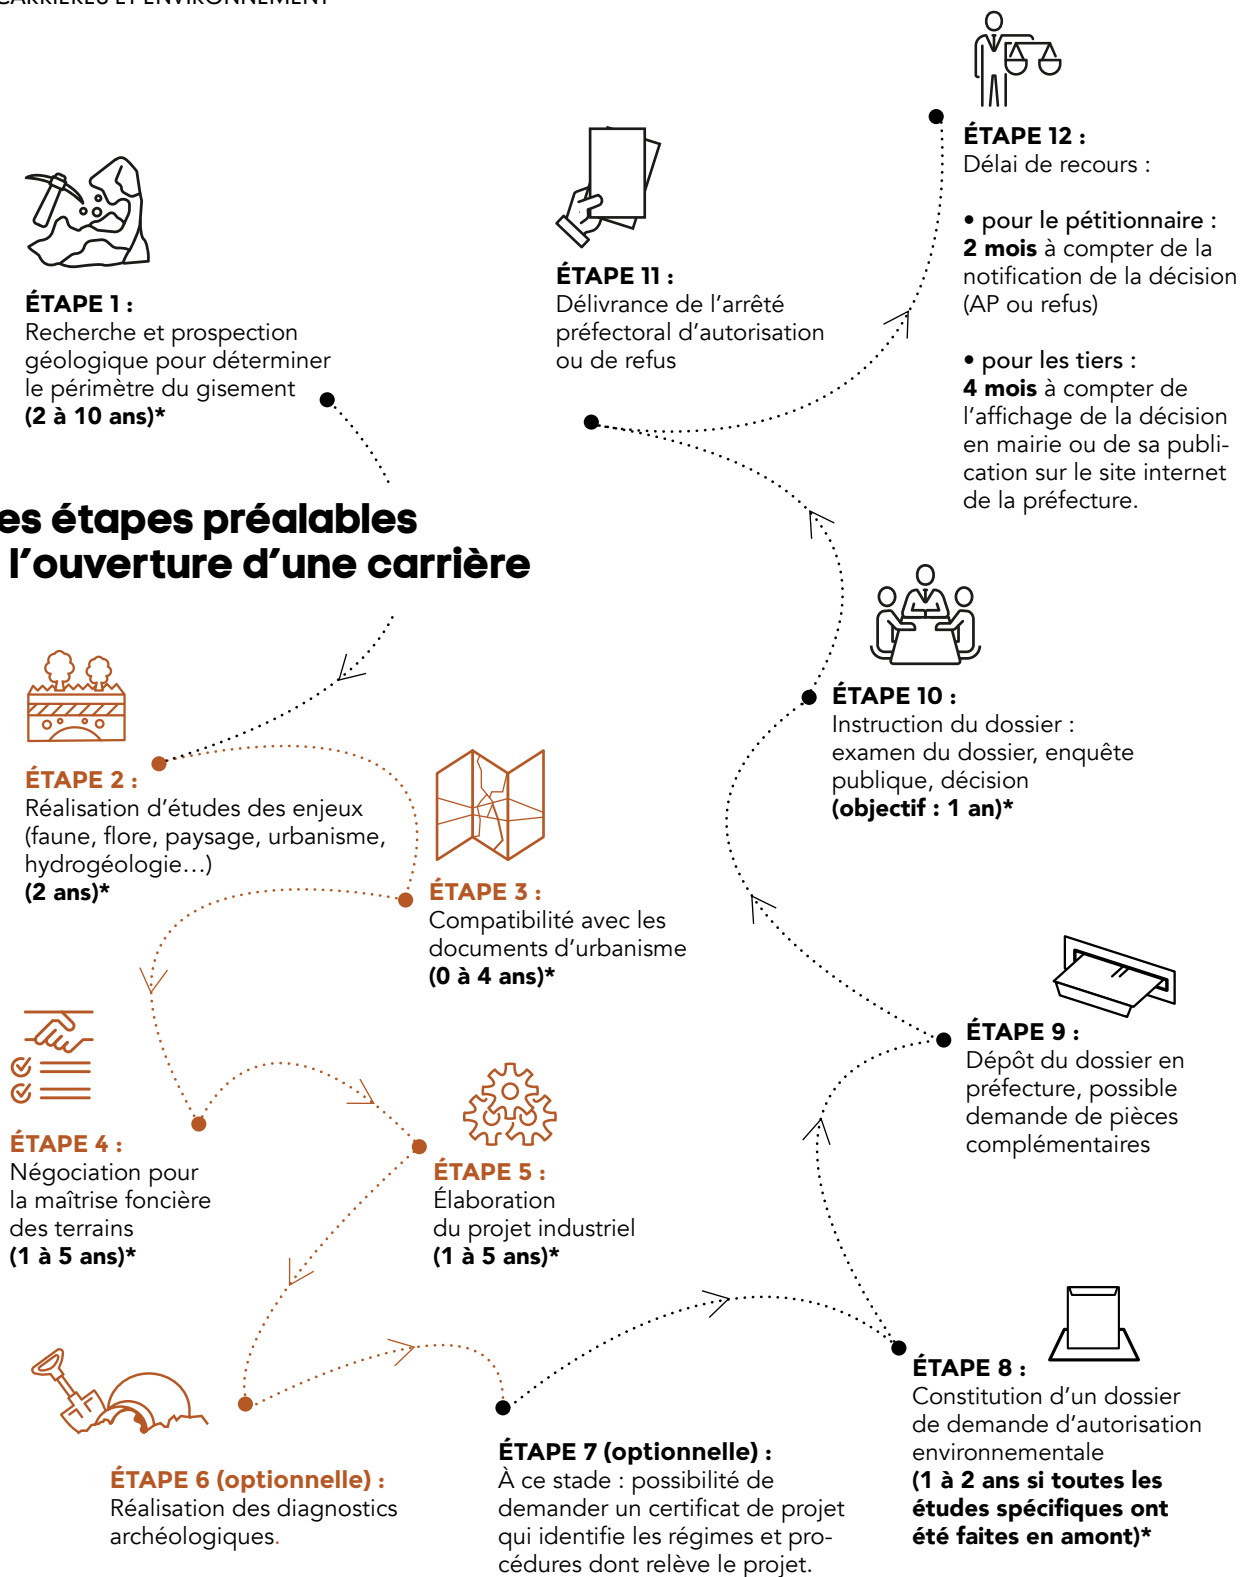 CARRIÈRES ET ENVIRONNEMENT
ÉTAPE 1 :
Recherche et prospection
géologique pour déterminer
le périmètre du gisement
(2 à 10 ans)*
es étapes préalables
l'ouverture d'une carrière
ÉTAPE 2 :
Réalisation d'études des enjeux
(faune, flore, paysage, urbanisme,
hydrogéologie…)
(2 ans)*
ÉTAPE 3 :
Compatibilité avec les
documents d'urbanisme
(0 à 4 ans)*
ÉTAPE 4 :
Négociation pour
la maîtrise foncière
des terrains
(1 à 5 ans)*
ÉTAPE 5 :
Élaboration
du projet industriel
(1 à 5 ans)*
ÉTAPE 6 (optionnelle) :
Réalisation des diagnostics
archéologiques.
ÉTAPE 7 (optionnelle) :
À ce stade : possibilité de
demander un certificat de projet
qui identifie les régimes et pro-
cédures dont relève le projet.
ÉTAPE 8 :
Constitution d'un dossier
de demande d'autorisation
environnementale
(1 à 2 ans si toutes les
études spécifiques ont
été faites en amont)*
ÉTAPE 9 :
Dépôt du dossier en
préfecture, possible
demande de pièces
complémentaires
ÉTAPE 10 :
Instruction du dossier :
examen du dossier, enquête
publique, décision
(objectif : 1 an)*
ÉTAPE 11 :
Délivrance de l'arrêté
préfectoral d'autorisation
ou de refus
ÉTAPE 12 :
Délai de recours :
• pour le pétitionnaire :
2 mois à compter de la
notification de la décision
(AP ou refus)
• pour les tiers :
4 mois à compter de
l'affichage de la décision
en mairie ou de sa publi-
cation sur le site internet
de la préfecture.